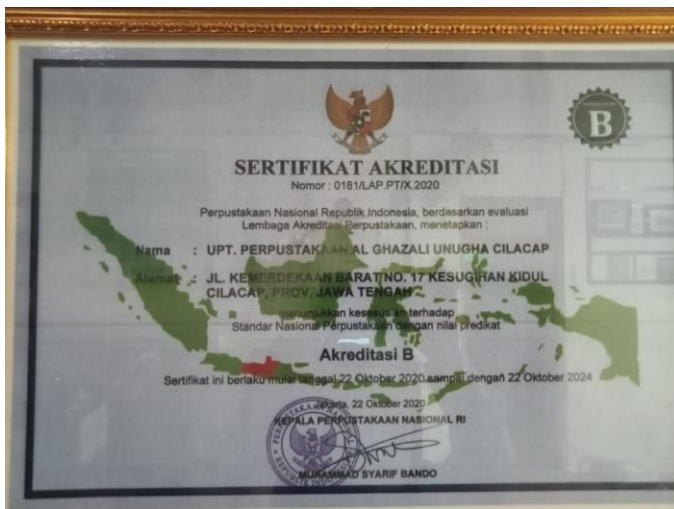 B
SERTIFIKAT AKREDITASI
Nomor : 0181/LAP.PT/X.2020
Perpustakaan Nasional Republik Indonesia, berdasarkan evaluasi
Lembaga Akreditasi Perpustakaan, menetapkan :
Nama : UPT. PERPUSTAKAAN AL GHAZALI UNUGHA CILACAP
Alamat : JL. KEMERDEKAAN BARAT NO. 17 KESUGIHAN KIDUL
CILACAP, PROV. JAWA TENGAH
menunjukkan kesesuaian terhadap
Standar Nasional Perpustakaan dengan nilai predikat
Akreditasi B
Sertifikat ini berlaku mulai tanggal 22 Oktober 2020 sampai dengan 22 Oktober 2024
Jakarta, 22 Oktober 2020
KEPALA PERPUSTAKAAN NASIONAL RI
MUHAMMAD SYARIF BANDO